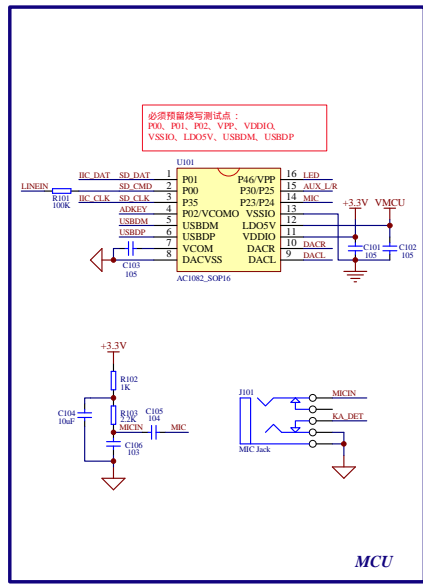 必须预留烧写测试点：
P00、P01、P02、VPP、VDDIO、
VSSIO、LDO5V、USBDM、USBDP
U101
IIC_DAT SD_DAT 1 P01 P46/VPP 16 LED
LINEIN R101 100K SD_CMD 2 P00 P30/P25 15 AUX_L/R
IIC_CLK SD_CLK 3 P35 P23/P24 14 MIC
ADKEY 4 P02/VCOMO VSSIO 13
USBDM 5 USBDM LDO5V 12
USBDP 6 USBDP VDDIO 11
7 VCOM DACR 10 DACR
8 DACVSS DACL 9 DACL
C103
105
AC1082_SOP16
+3.3V VMCU
C101
105
C102
105
+3.3V
R102
1K
C104
10uF
R103
2.2K
C105
104
MICIN MIC
C106
103
J101
MICIN
KA_DET
MIC Jack
MCU